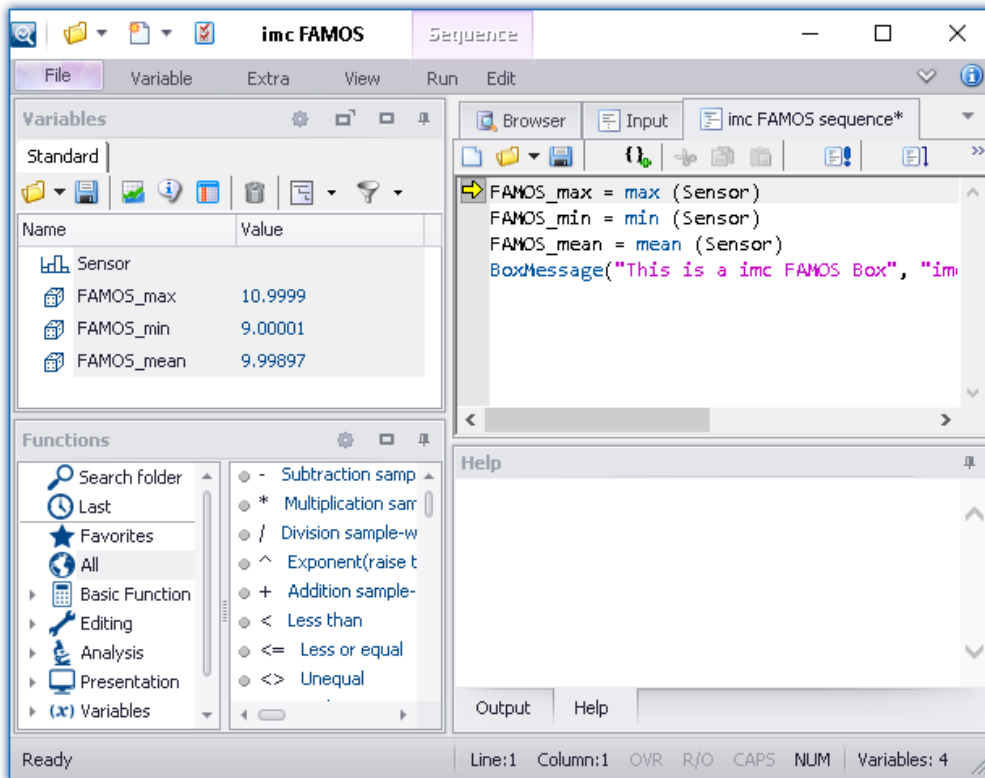 imc FAMOS
Sequence
File Variable Extra View Run Edit
Variables
Standard
Name Value
Sensor
FAMOS_max 10.9999
FAMOS_min 9.00001
FAMOS_mean 9.99897
Browser Input imc FAMOS sequence*
FAMOS_max = max (Sensor)
FAMOS_min = min (Sensor)
FAMOS_mean = mean (Sensor)
BoxMessage("This is a imc FAMOS Box", "im
Functions
Search folder
Last
Favorites
All
Basic Function
Editing
Analysis
Presentation
(x) Variables
- Subtraction samp
* Multiplication sam
/ Division sample-w
^ Exponent(raise t
+ Addition sample-
< Less than
<= Less or equal
<> Unequal
Help
Output Help
Ready Line:1 Column:1 OVR R/O CAPS NUM Variables: 4